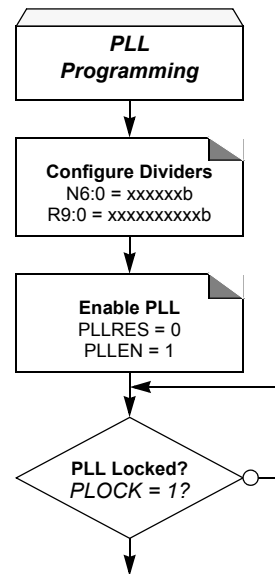 PLL
Programming
Configure Dividers
N6:0 = xxxxxxb
R9:0 = xxxxxxxxxxb
Enable PLL
PLLRES = 0
PLLEN = 1
PLL Locked?
PLOCK = 1?